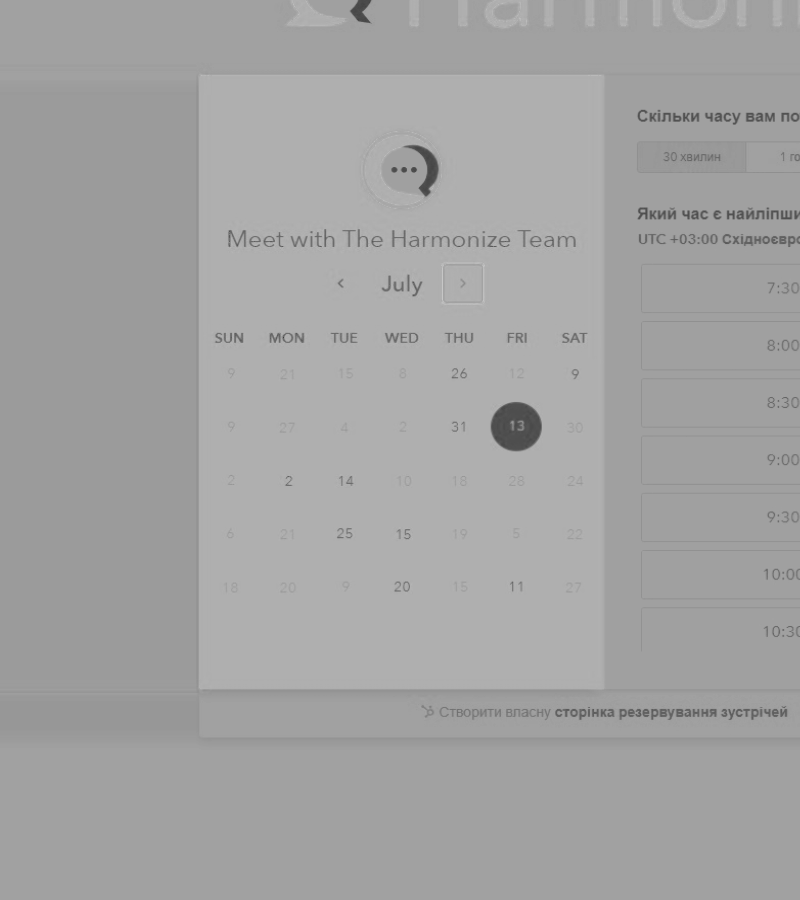 Harmoni
Meet with The Harmonize Team
July
SUN MON TUE WED THU FRI SAT
9 21 15 8 26 12 9
9 27 4 2 31 13 30
2 2 14 10 18 28 24
6 21 25 15 19 5 22
18 20 9 20 15 11 27
Скільки часу вам по
30 хвилин 1 го
Який час є найліпши
UTC +03:00 Східноєвро
7:30
8:00
8:30
9:00
9:30
10:00
10:30
Створити власну сторінка резервування зустрічей